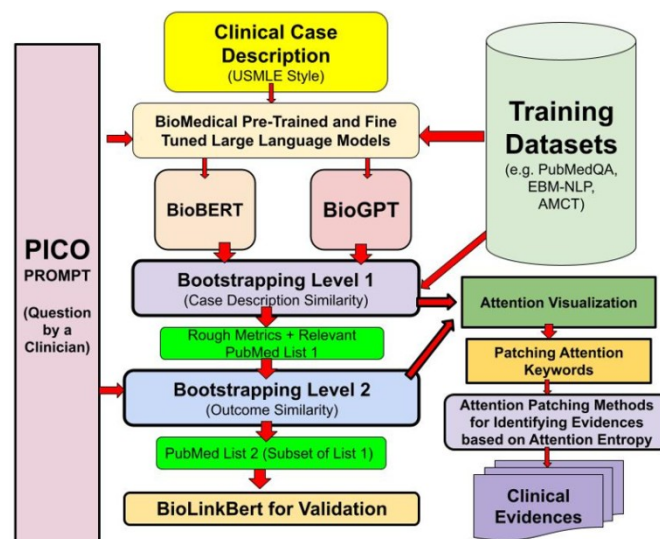 Clinical Case
Description
(USMLE Style)
BioMedical Pre-Trained and Fine
Tuned Large Language Models
BioBERT
BioGPT
Training
Datasets
(e.g. PubMedQA,
EBM-NLP,
AMCT)
PICO
PROMPT
(Question
by a
Clinician)
Bootstrapping Level 1
(Case Description Similarity)
Rough Metrics + Relevant
PubMed List 1
Bootstrapping Level 2
(Outcome Similarity)
PubMed List 2 (Subset of List 1)
BioLinkBert for Validation
Attention Visualization
Patching Attention
Keywords
Attention Patching Methods
for Identifying Evidences
based on Attention Entropy
Clinical
Evidences